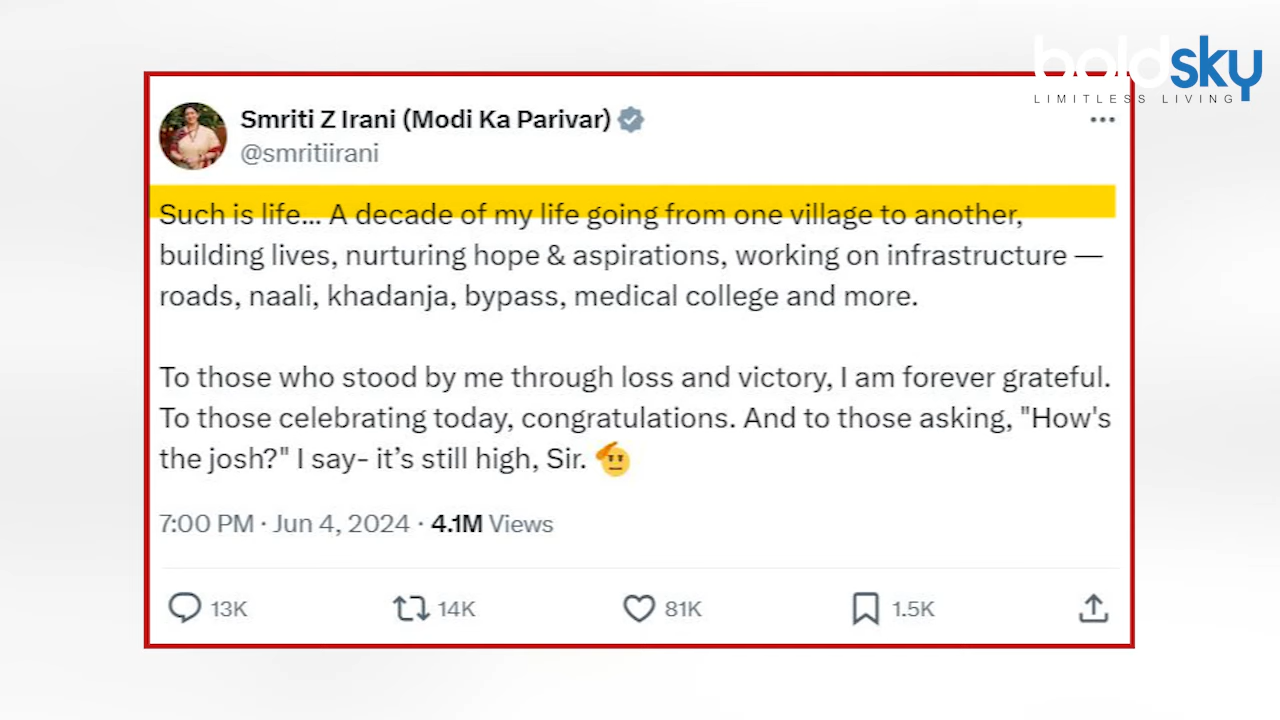 boldsky
LIMITLESS LIVING
Smriti Z Irani (Modi Ka Parivar)
@smritiirani
Such is life... A decade of my life going from one village to another,
building lives, nurturing hope & aspirations, working on infrastructure —
roads, naali, khadanja, bypass, medical college and more.
To those who stood by me through loss and victory, I am forever grateful.
To those celebrating today, congratulations. And to those asking, "How's
the josh?" I say- it’s still high, Sir. 🫡
7:00 PM · Jun 4, 2024 · 4.1M Views
13K 14K 81K 1.5K